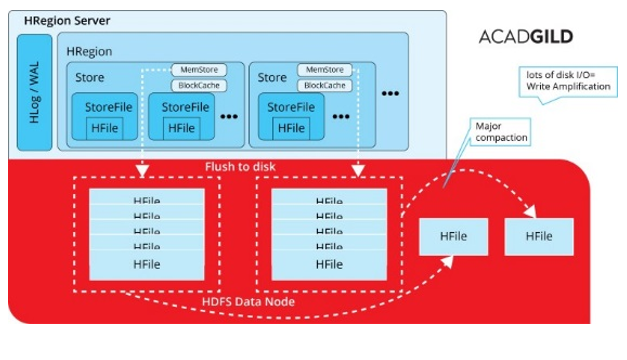 HRegion Server
ACADGILD
HLog / WAL
HRegion
Store
MemStore
BlockCache
StoreFile
HFile
StoreFile
HFile
•••
Store
MemStore
BlockCache
StoreFile
HFile
•••
•••
lots of disk I/O=
Write Amplification
Major
compaction
Flush to disk
HFile
HFile
HFile
HFile
HFile
HFile
HFile
HFile
HFile
HFile
HFile
HFile
HDFS Data Node